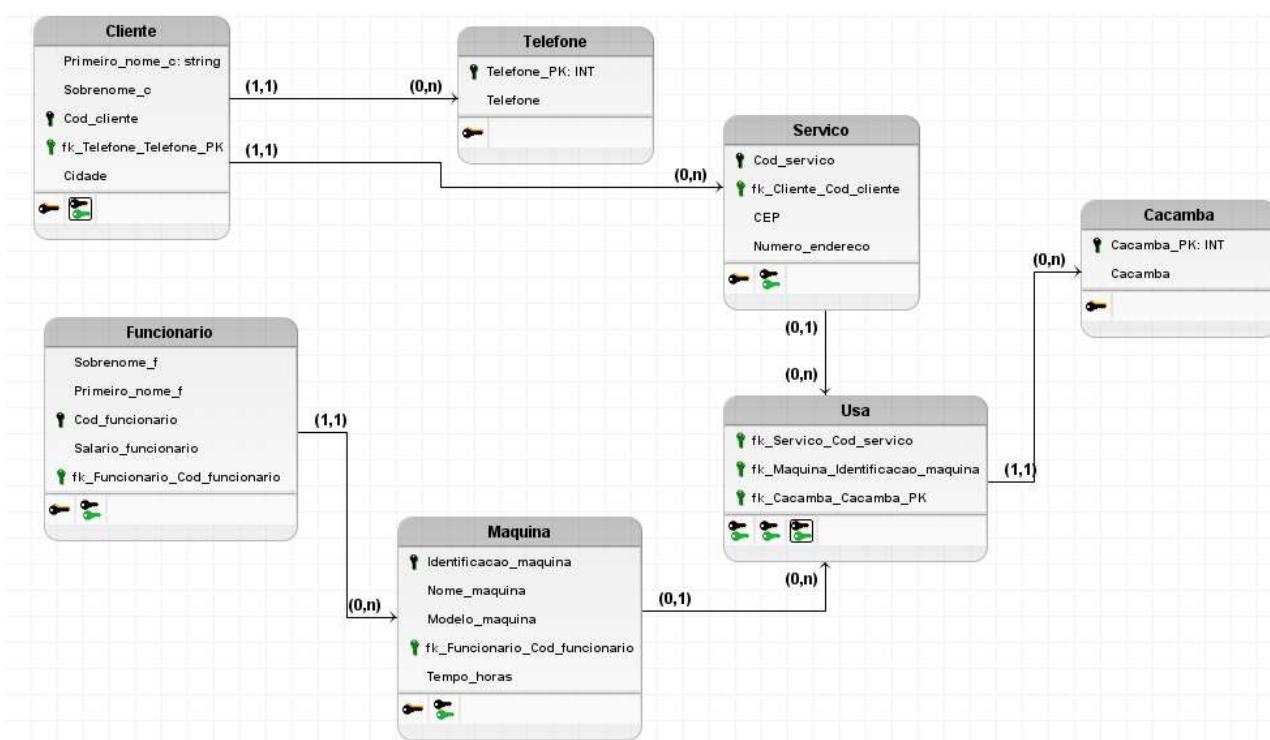 Cliente
Primeiro_nome_c: string
Sobrenome_c
Cod_cliente
fk_Telefone_Telefone_PK
Cidade
(1,1)
(0,n)
(1,1)
(0,n)
Telefone
Telefone_PK: INT
Telefone
Servico
Cod_servico
fk_Cliente_Cod_cliente
CEP
Numero_endereco
(0,1)
(0,n)
Cacamba
Cacamba_PK: INT
Cacamba
(0,n)
Funcionario
Sobrenome_f
Primeiro_nome_f
Cod_funcionario
Salario_funcionario
fk_Funcionario_Cod_funcionario
(1,1)
(0,n)
Usa
fk_Servico_Cod_servico
fk_Maquina_Identificacao_maquina
fk_Cacamba_Cacamba_PK
(1,1)
(0,n)
Maquina
Identificacao_maquina
Nome_maquina
Modelo_maquina
fk_Funcionario_Cod_funcionario
Tempo_horas
(0,1)